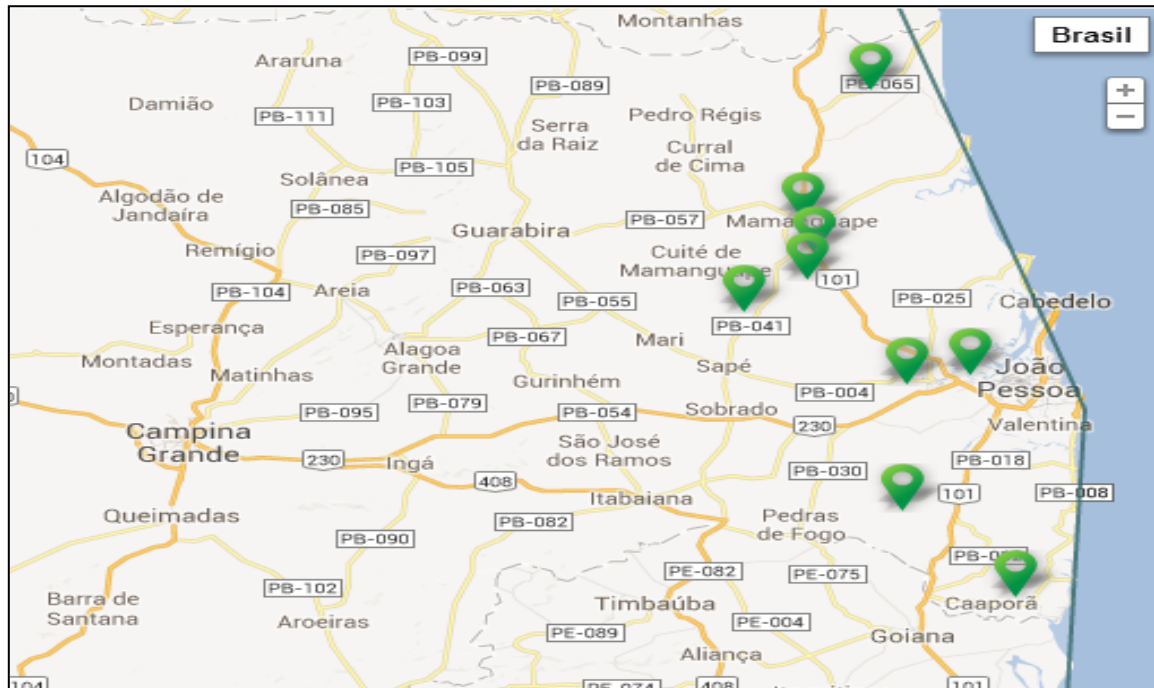 Montanhas
Brasil
Araruna
PB-099
PB-065
+
−
Damião
PB-103
PB-089
PB-111
Pedro Régis
Serra
da Raiz
Curral
de Cima
104
PB-105
Solânea
Algodão de
Jandaíra
PB-085
PB-057
Guarabira
Remígio
PB-097
Cuité de
Mamanguape
101
PB-104
Areia
PB-063
PB-055
PB-025
Cabedelo
Esperança
PB-041
PB-067
Mari
Montadas
Matinhas
Alagoa
Grande
Sapé
João
Pessoa
Gurinhém
PB-004
PB-095
PB-079
PB-054
Sobrado
Valentina
Campina
Grande
230
São José
dos Ramos
230
Ingá
PB-018
PB-030
408
Itabaiana
101
PB-008
Queimadas
PB-082
Pedras
de Fogo
PB-090
PE-082
PE-075
PB-102
Barra de
Santana
Timbaúba
Caaporã
Aroeiras
PE-004
PE-089
Goiana
Aliança
104
PE-074
408
101